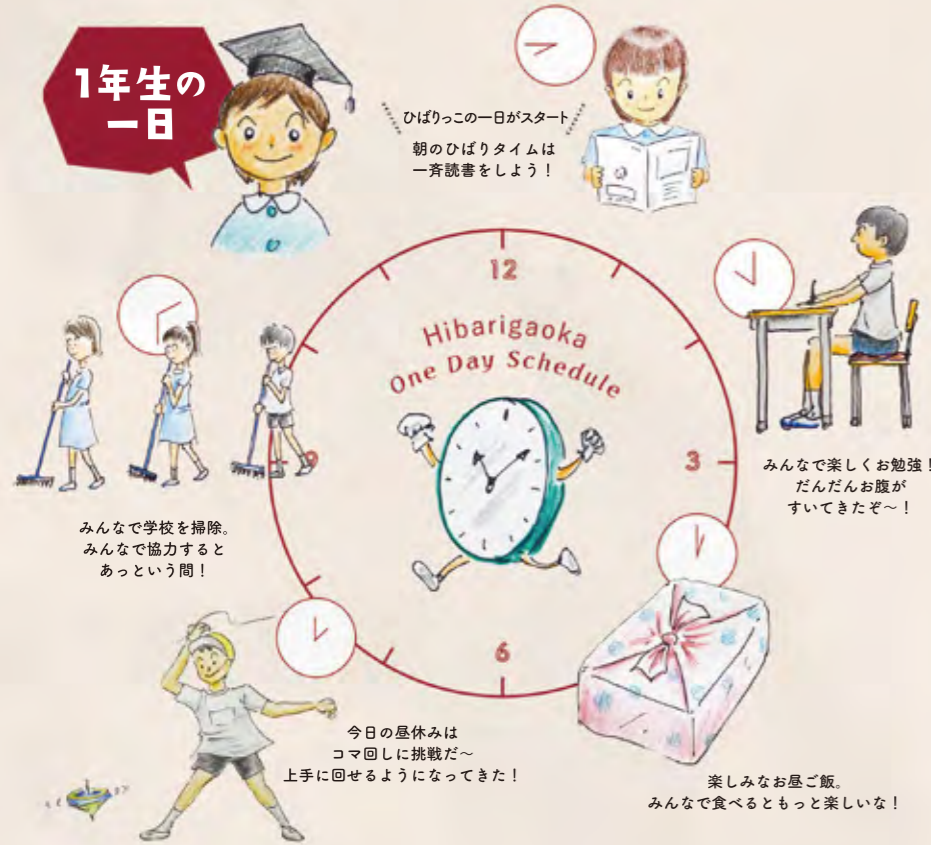 1年生の
一日
ひばりっこの一日がスタート
朝のひばりタイムは
一斉読書をしよう！
12
Hibarigaoka
One Day Schedule
3
みんなで楽しくお勉強！
だんだんお腹が
すいてきたぞ～！
9
みんなで学校を掃除。
みんなで協力すると
あっという間！
6
今日の昼休みは
コマ回しに挑戦だ～
上手に回せるようになってきた！
楽しみなお昼ご飯。
みんなで食べるともっと楽しいな！